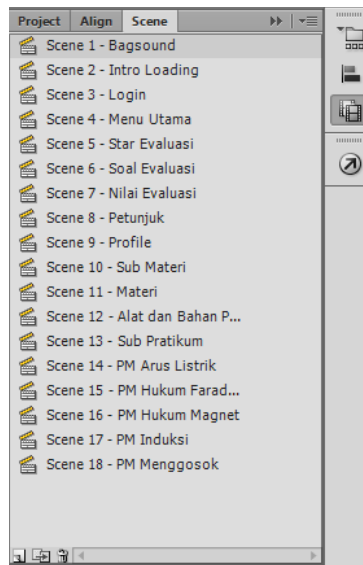 Project Align Scene
Scene 1 - Bagsound
Scene 2 - Intro Loading
Scene 3 - Login
Scene 4 - Menu Utama
Scene 5 - Star Evaluasi
Scene 6 - Soal Evaluasi
Scene 7 - Nilai Evaluasi
Scene 8 - Petunjuk
Scene 9 - Profile
Scene 10 - Sub Materi
Scene 11 - Materi
Scene 12 - Alat dan Bahan P...
Scene 13 - Sub Pratikum
Scene 14 - PM Arus Listrik
Scene 15 - PM Hukum Farad...
Scene 16 - PM Hukum Magnet
Scene 17 - PM Induksi
Scene 18 - PM Menggosok